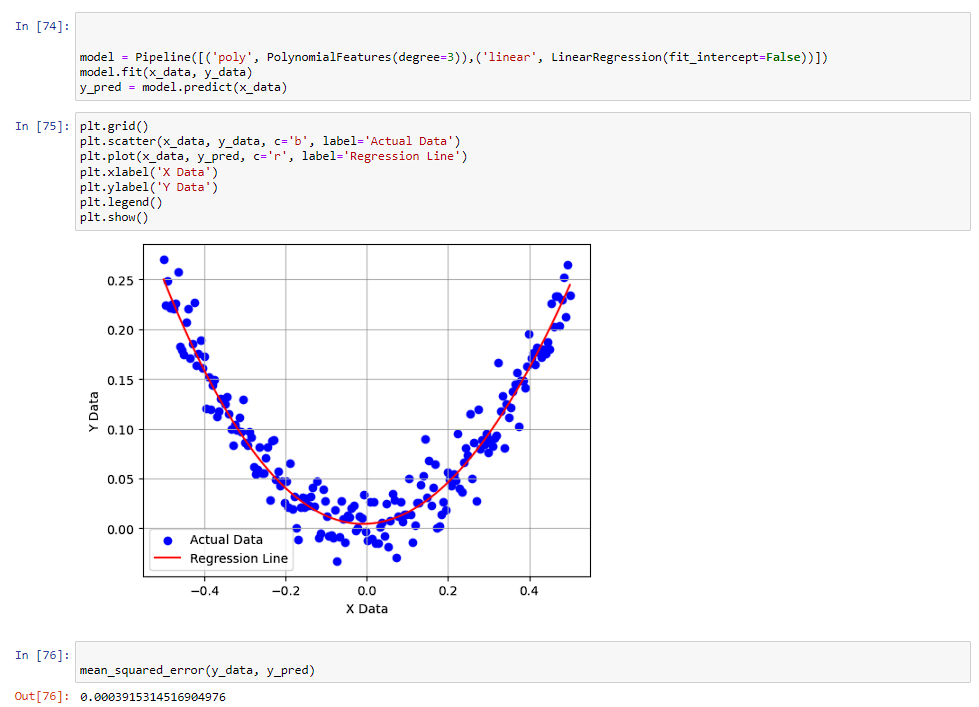 In [74]:
model = Pipeline([('poly', PolynomialFeatures(degree=3)),('linear', LinearRegression(fit_intercept=False))])
model.fit(x_data, y_data)
y_pred = model.predict(x_data)
In [75]:
plt.grid()
plt.scatter(x_data, y_data, c='b', label='Actual Data')
plt.plot(x_data, y_pred, c='r', label='Regression Line')
plt.xlabel('X Data')
plt.ylabel('Y Data')
plt.legend()
plt.show()
0.25
0.20
0.15
0.10
0.05
0.00
Y Data
Actual Data
Regression Line
−0.4 −0.2 0.0 0.2 0.4
X Data
In [76]:
mean_squared_error(y_data, y_pred)
Out[76]: 0.0003915314516904976